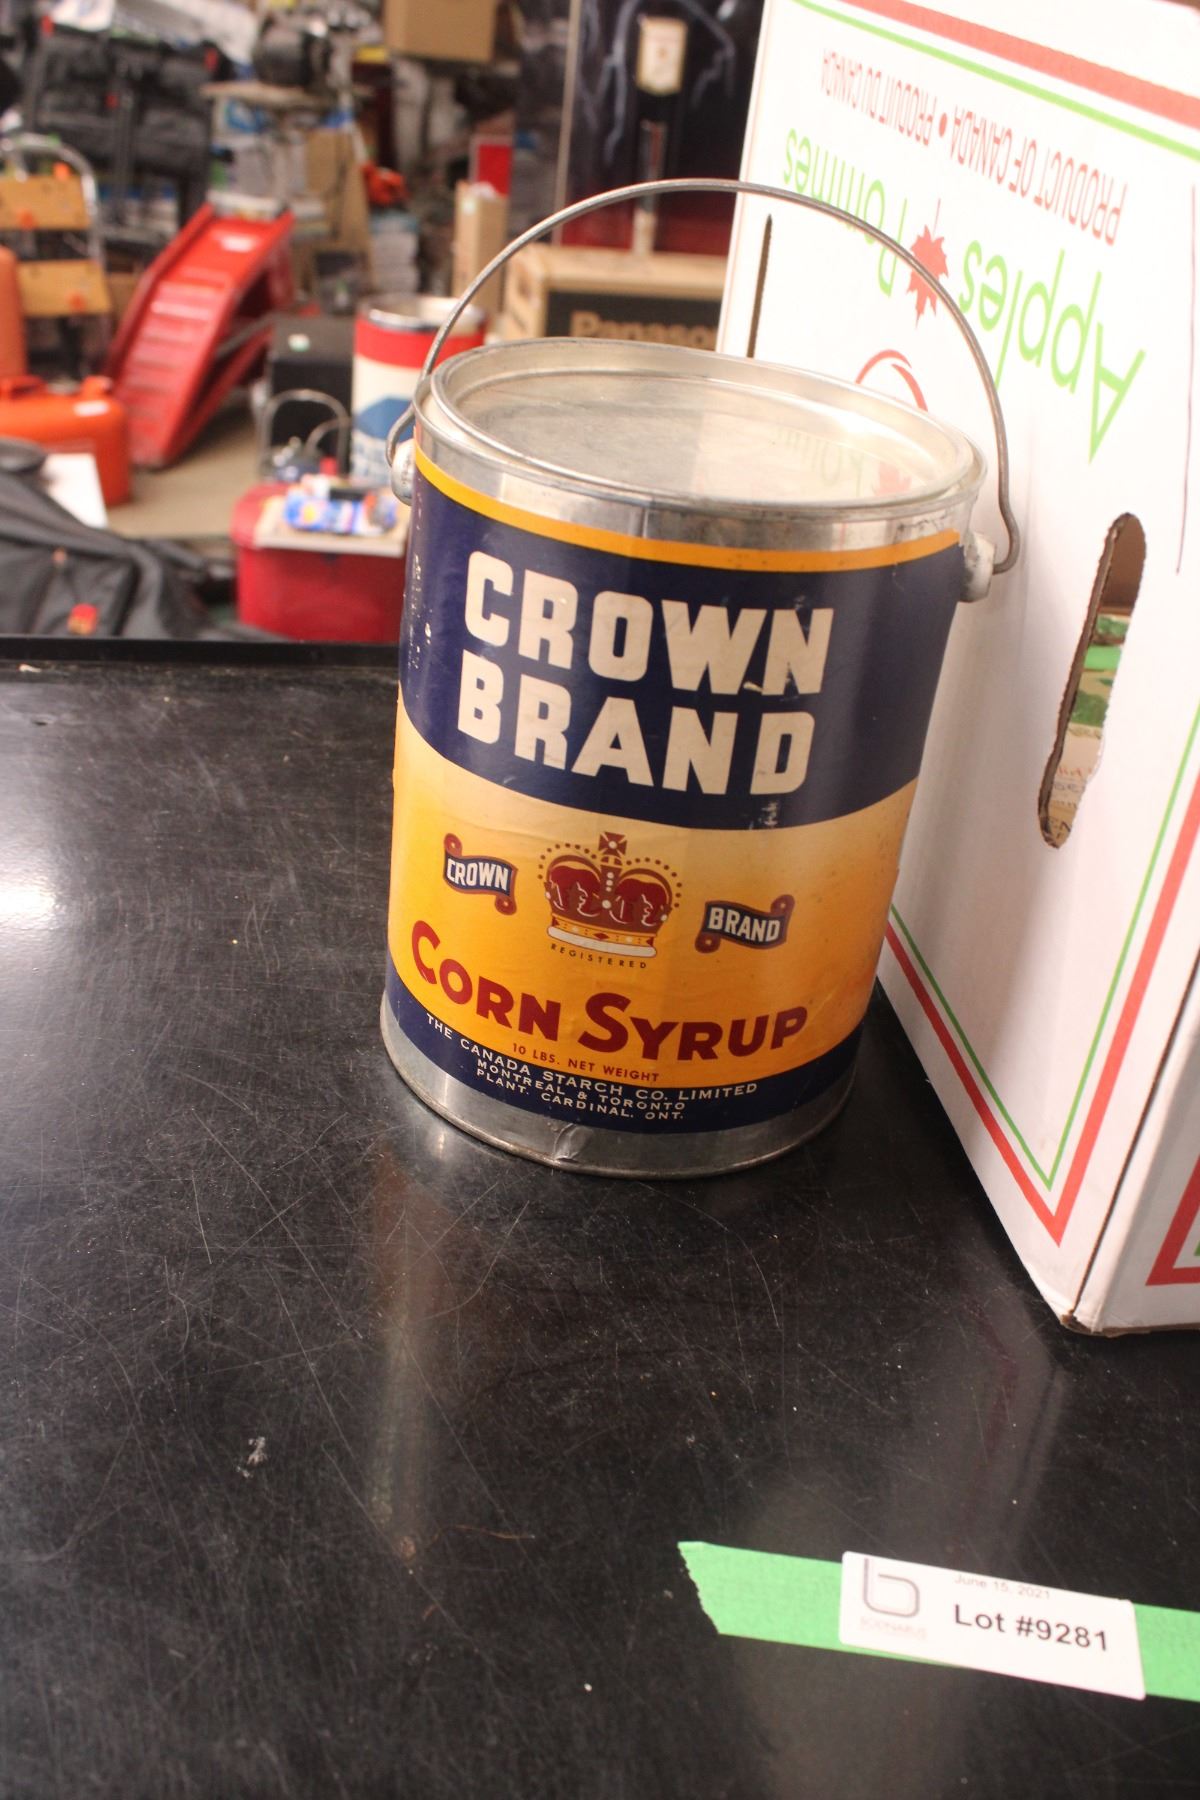 PRODUCT OF CANADA • PRODUIT DU CANADA
Apples Pommes
Panaso
CROWN
BRAND
CROWN
BRAND
REGISTERED
CORN SYRUP
10 LBS. NET WEIGHT
THE CANADA STARCH CO. LIMITED
MONTREAL & TORONTO
PLANT. CARDINAL. ONT.
June 15, 2021
Lot #9281